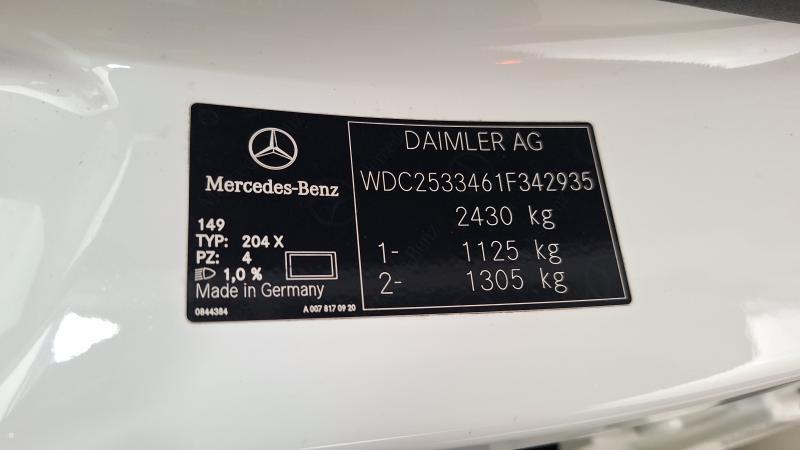 Mercedes-Benz
149
TYP: 204 X
PZ: 4
1,0 %
Made in Germany
0844384 A 007 817 09 20
DAIMLER AG
WDC2533461F342935
2430 kg
1- 1125 kg
2- 1305 kg